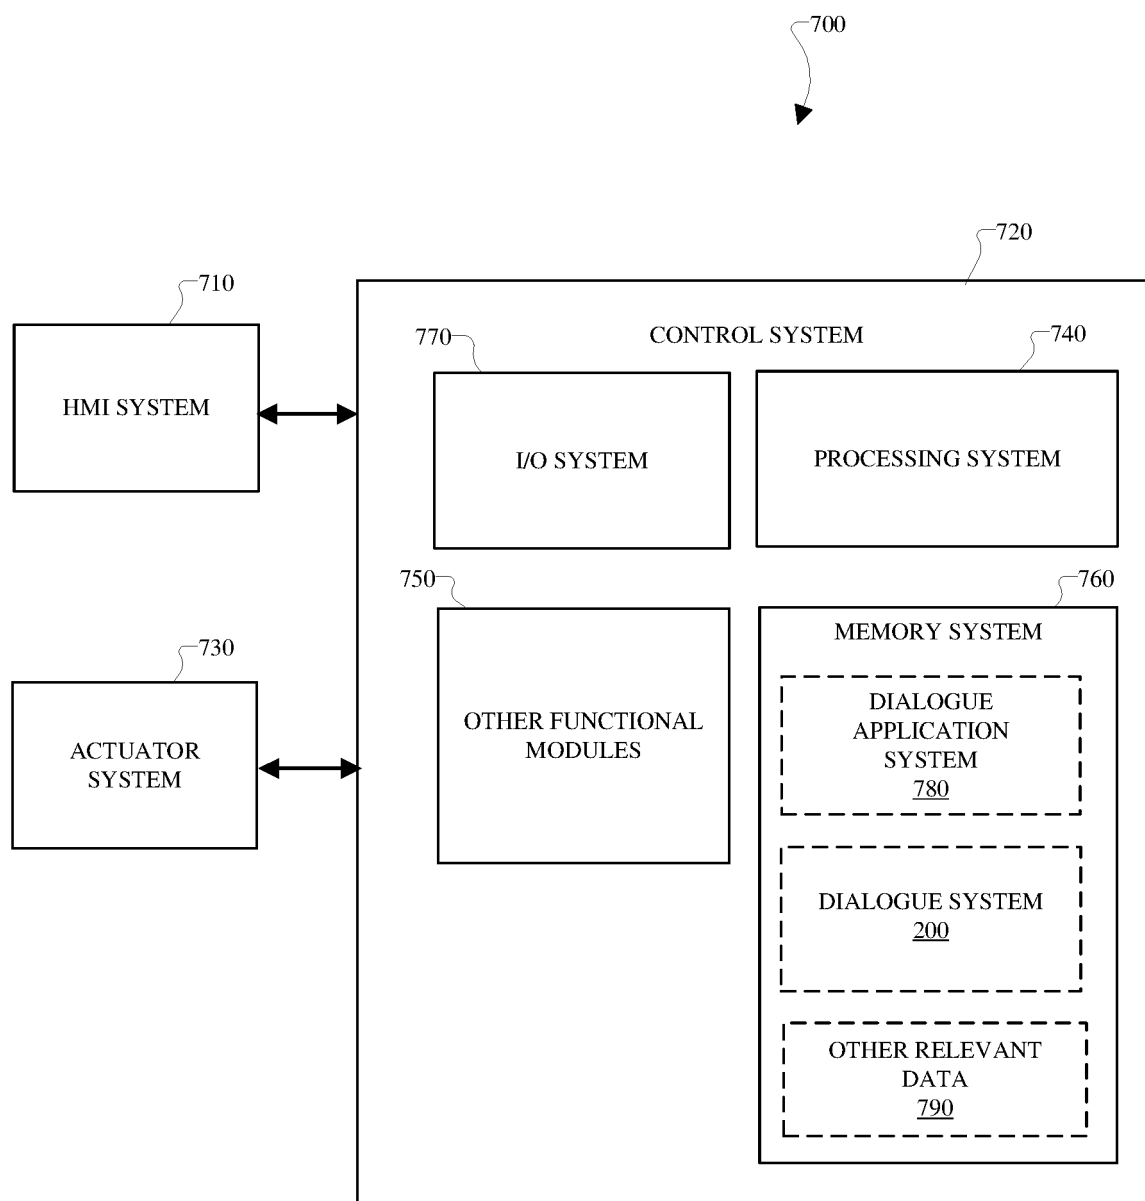 700
720
710
HMI SYSTEM
CONTROL SYSTEM
770
I/O SYSTEM
740
PROCESSING SYSTEM
730
ACTUATOR
SYSTEM
750
OTHER FUNCTIONAL
MODULES
760
MEMORY SYSTEM
DIALOGUE
APPLICATION
SYSTEM
780
DIALOGUE SYSTEM
200
OTHER RELEVANT
DATA
790